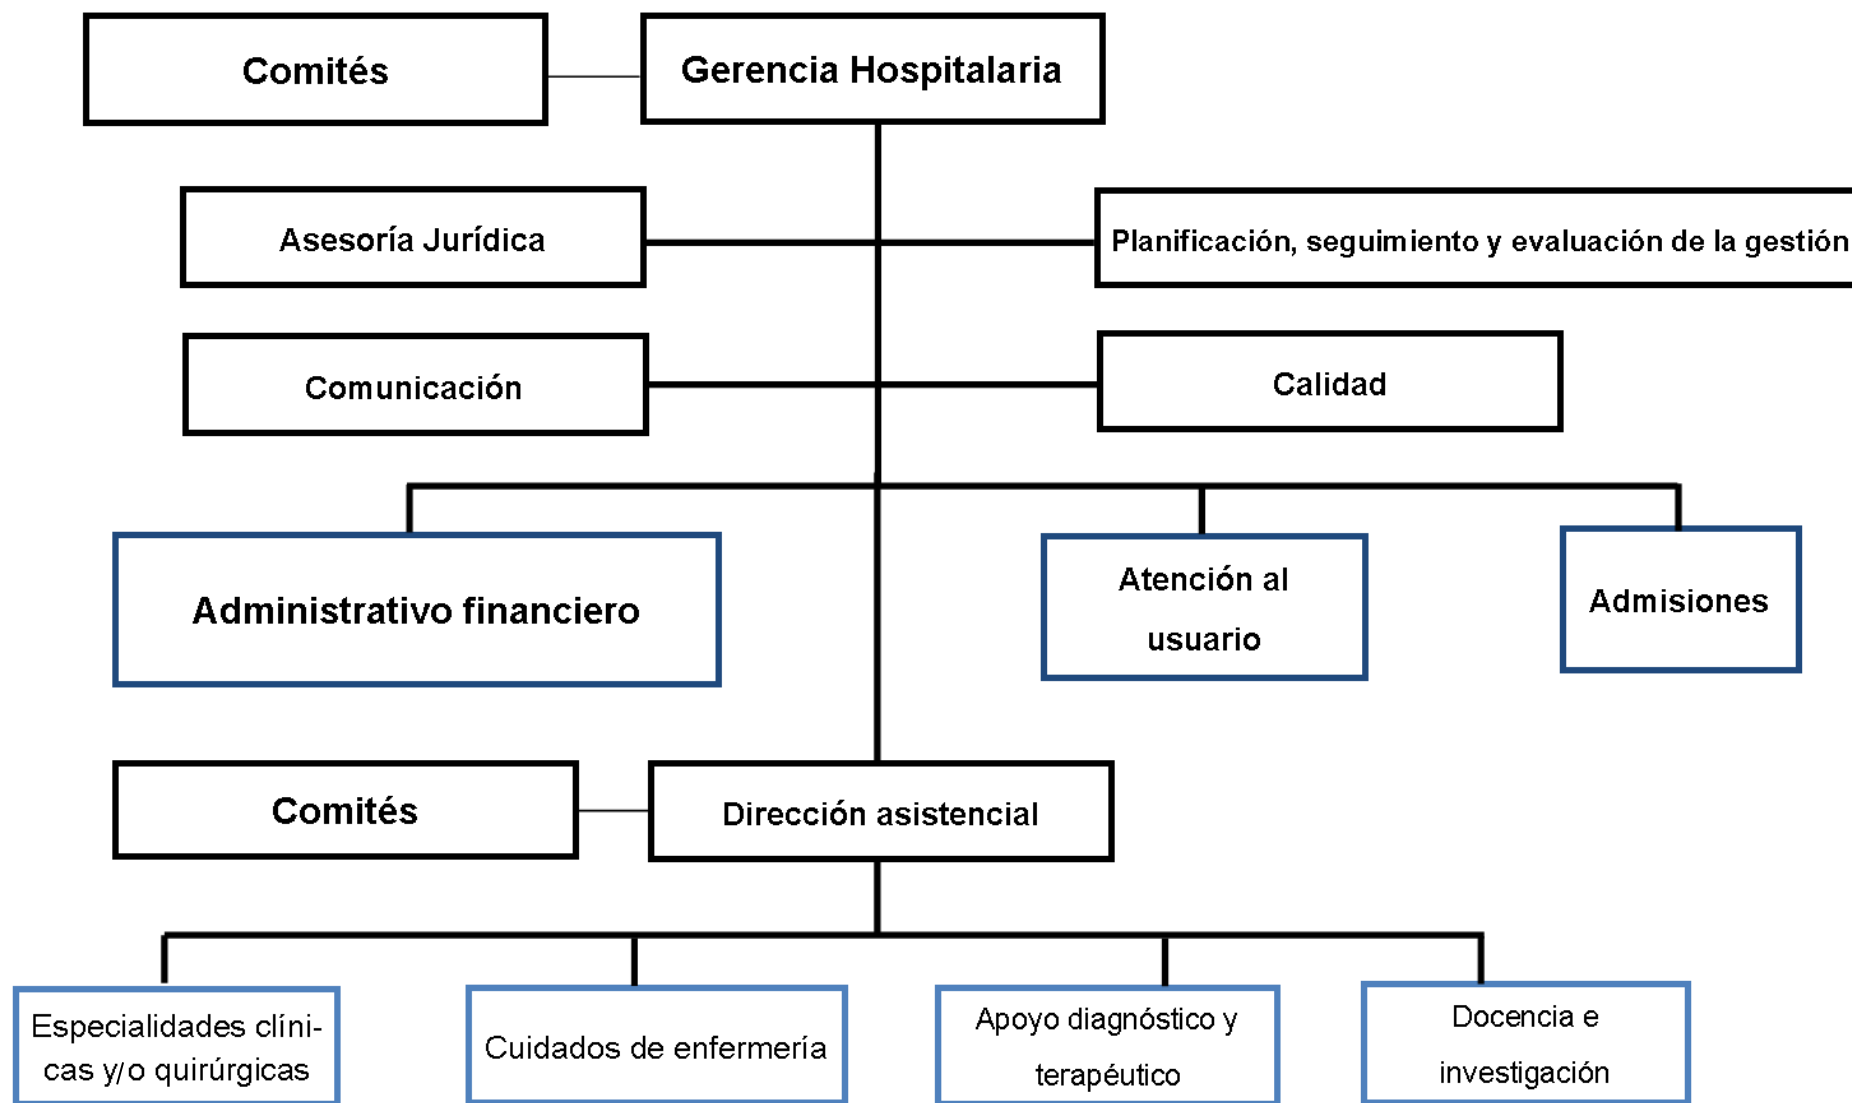 Comités
Gerencia Hospitalaria
Asesoría Jurídica
Planificación, seguimiento y evaluación de la gestión
Comunicación
Calidad
Administrativo financiero
Atención al
usuario
Admisiones
Comités
Dirección asistencial
Especialidades clíni-
cas y/o quirúrgicas
Cuidados de enfermería
Apoyo diagnóstico y
terapéutico
Docencia e
investigación